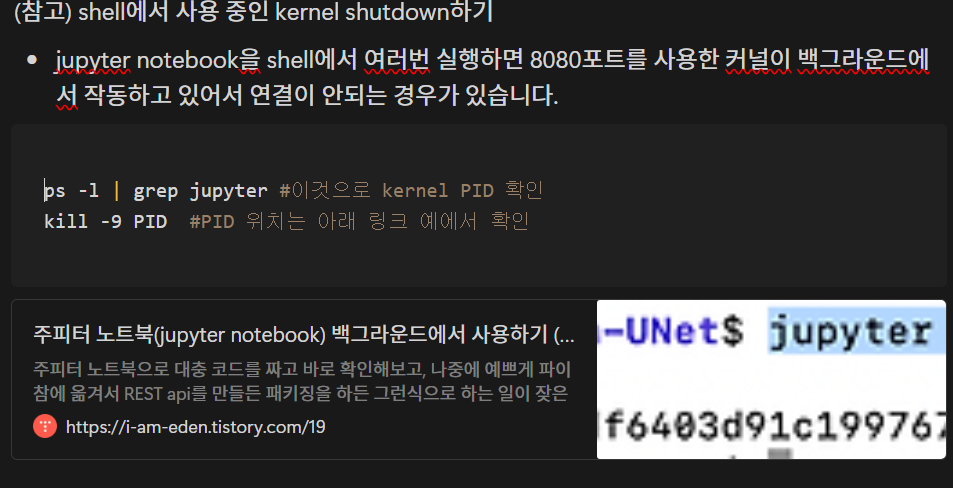 (참고) shell에서 사용 중인 kernel shutdown하기
jupyter notebook을 shell에서 여러번 실행하면 8080포트를 사용한 커널이 백그라운드에
서 작동하고 있어서 연결이 안되는 경우가 있습니다.
ps -l | grep jupyter #이것으로 kernel PID 확인
kill -9 PID  #PID 위치는 아래 링크 예에서 확인
주피터 노트북(jupyter notebook) 백그라운드에서 사용하기 (...
주피터 노트북으로 대충 코드를 짜고 바로 확인해보고, 나중에 예쁘게 파이
참에 옮겨서 REST api를 만들든 패키징을 하든 그런식으로 하는 일이 잦은
https://i-am-eden.tistory.com/19
-UNet$ jupyter
f6403d91c199767